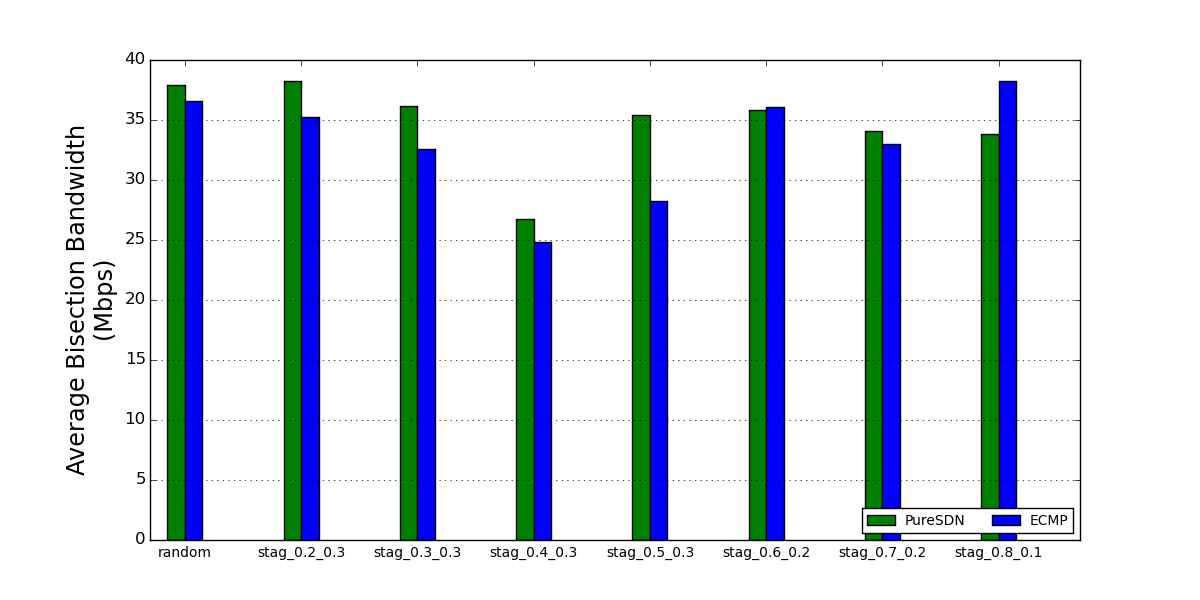 Average Bisection Bandwidth
(Mbps)
40
35
30
25
20
15
10
5
0
random stag_0.2_0.3 stag_0.3_0.3 stag_0.4_0.3 stag_0.5_0.3 stag_0.6_0.2 stag_0.7_0.2 stag_0.8_0.1
PureSDN ECMP